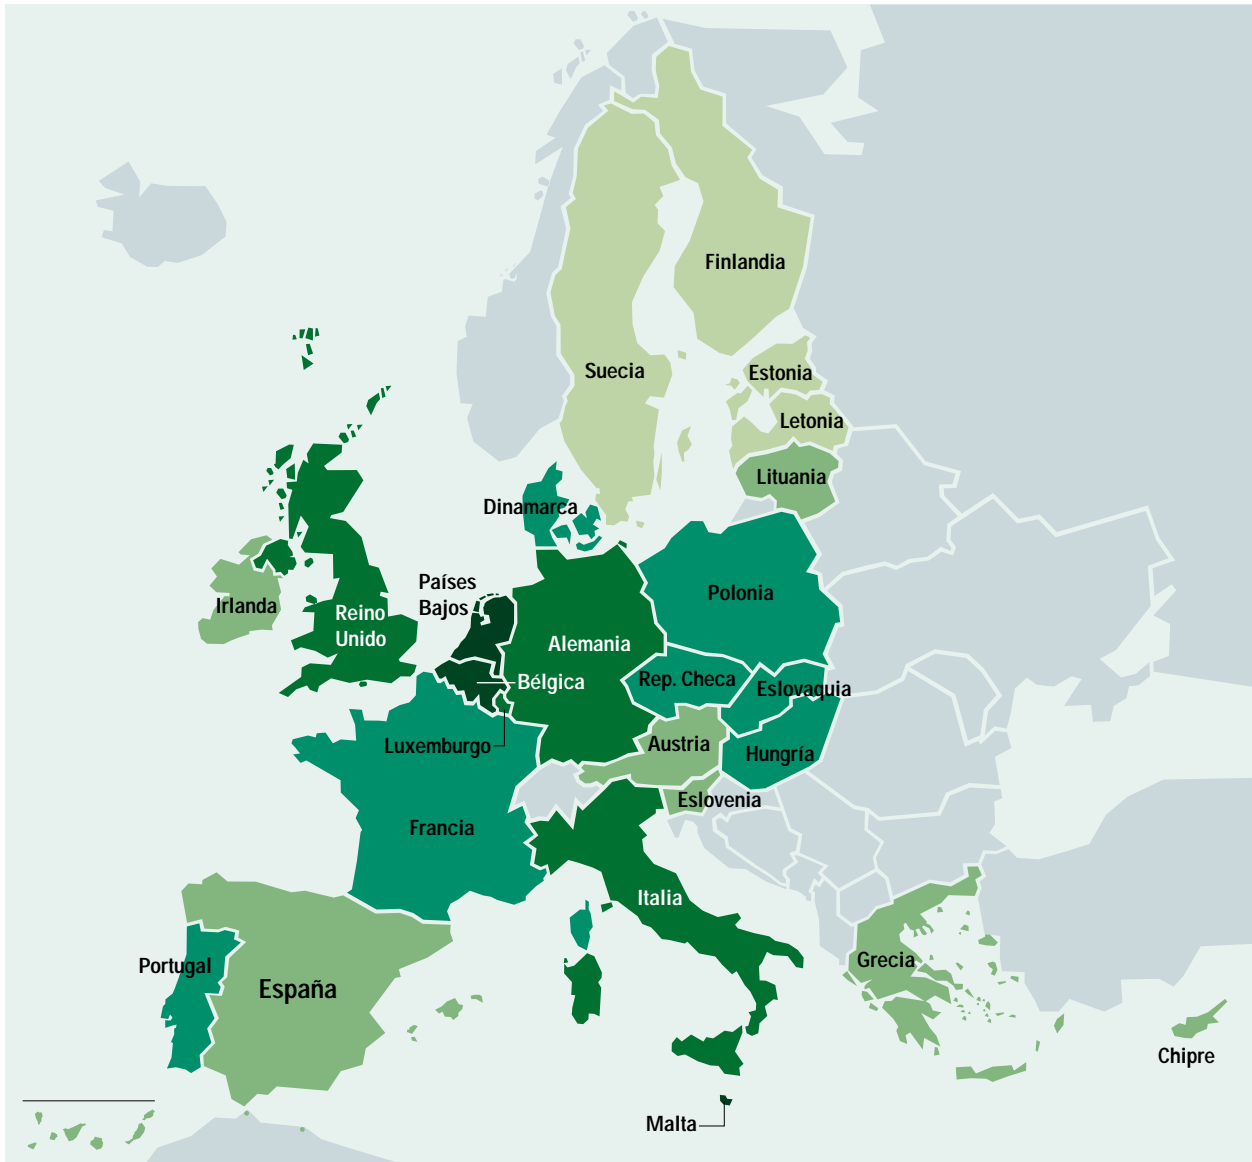 Finlandia
Suecia
Estonia
Letonia
Lituania
Dinamarca
Países
Bajos
Polonia
Irlanda
Reino
Unido
Alemania
Bélgica
Rep. Checa
Eslovaquia
Luxemburgo
Austria
Hungría
Eslovenia
Francia
Italia
Portugal
España
Grecia
Chipre
Malta